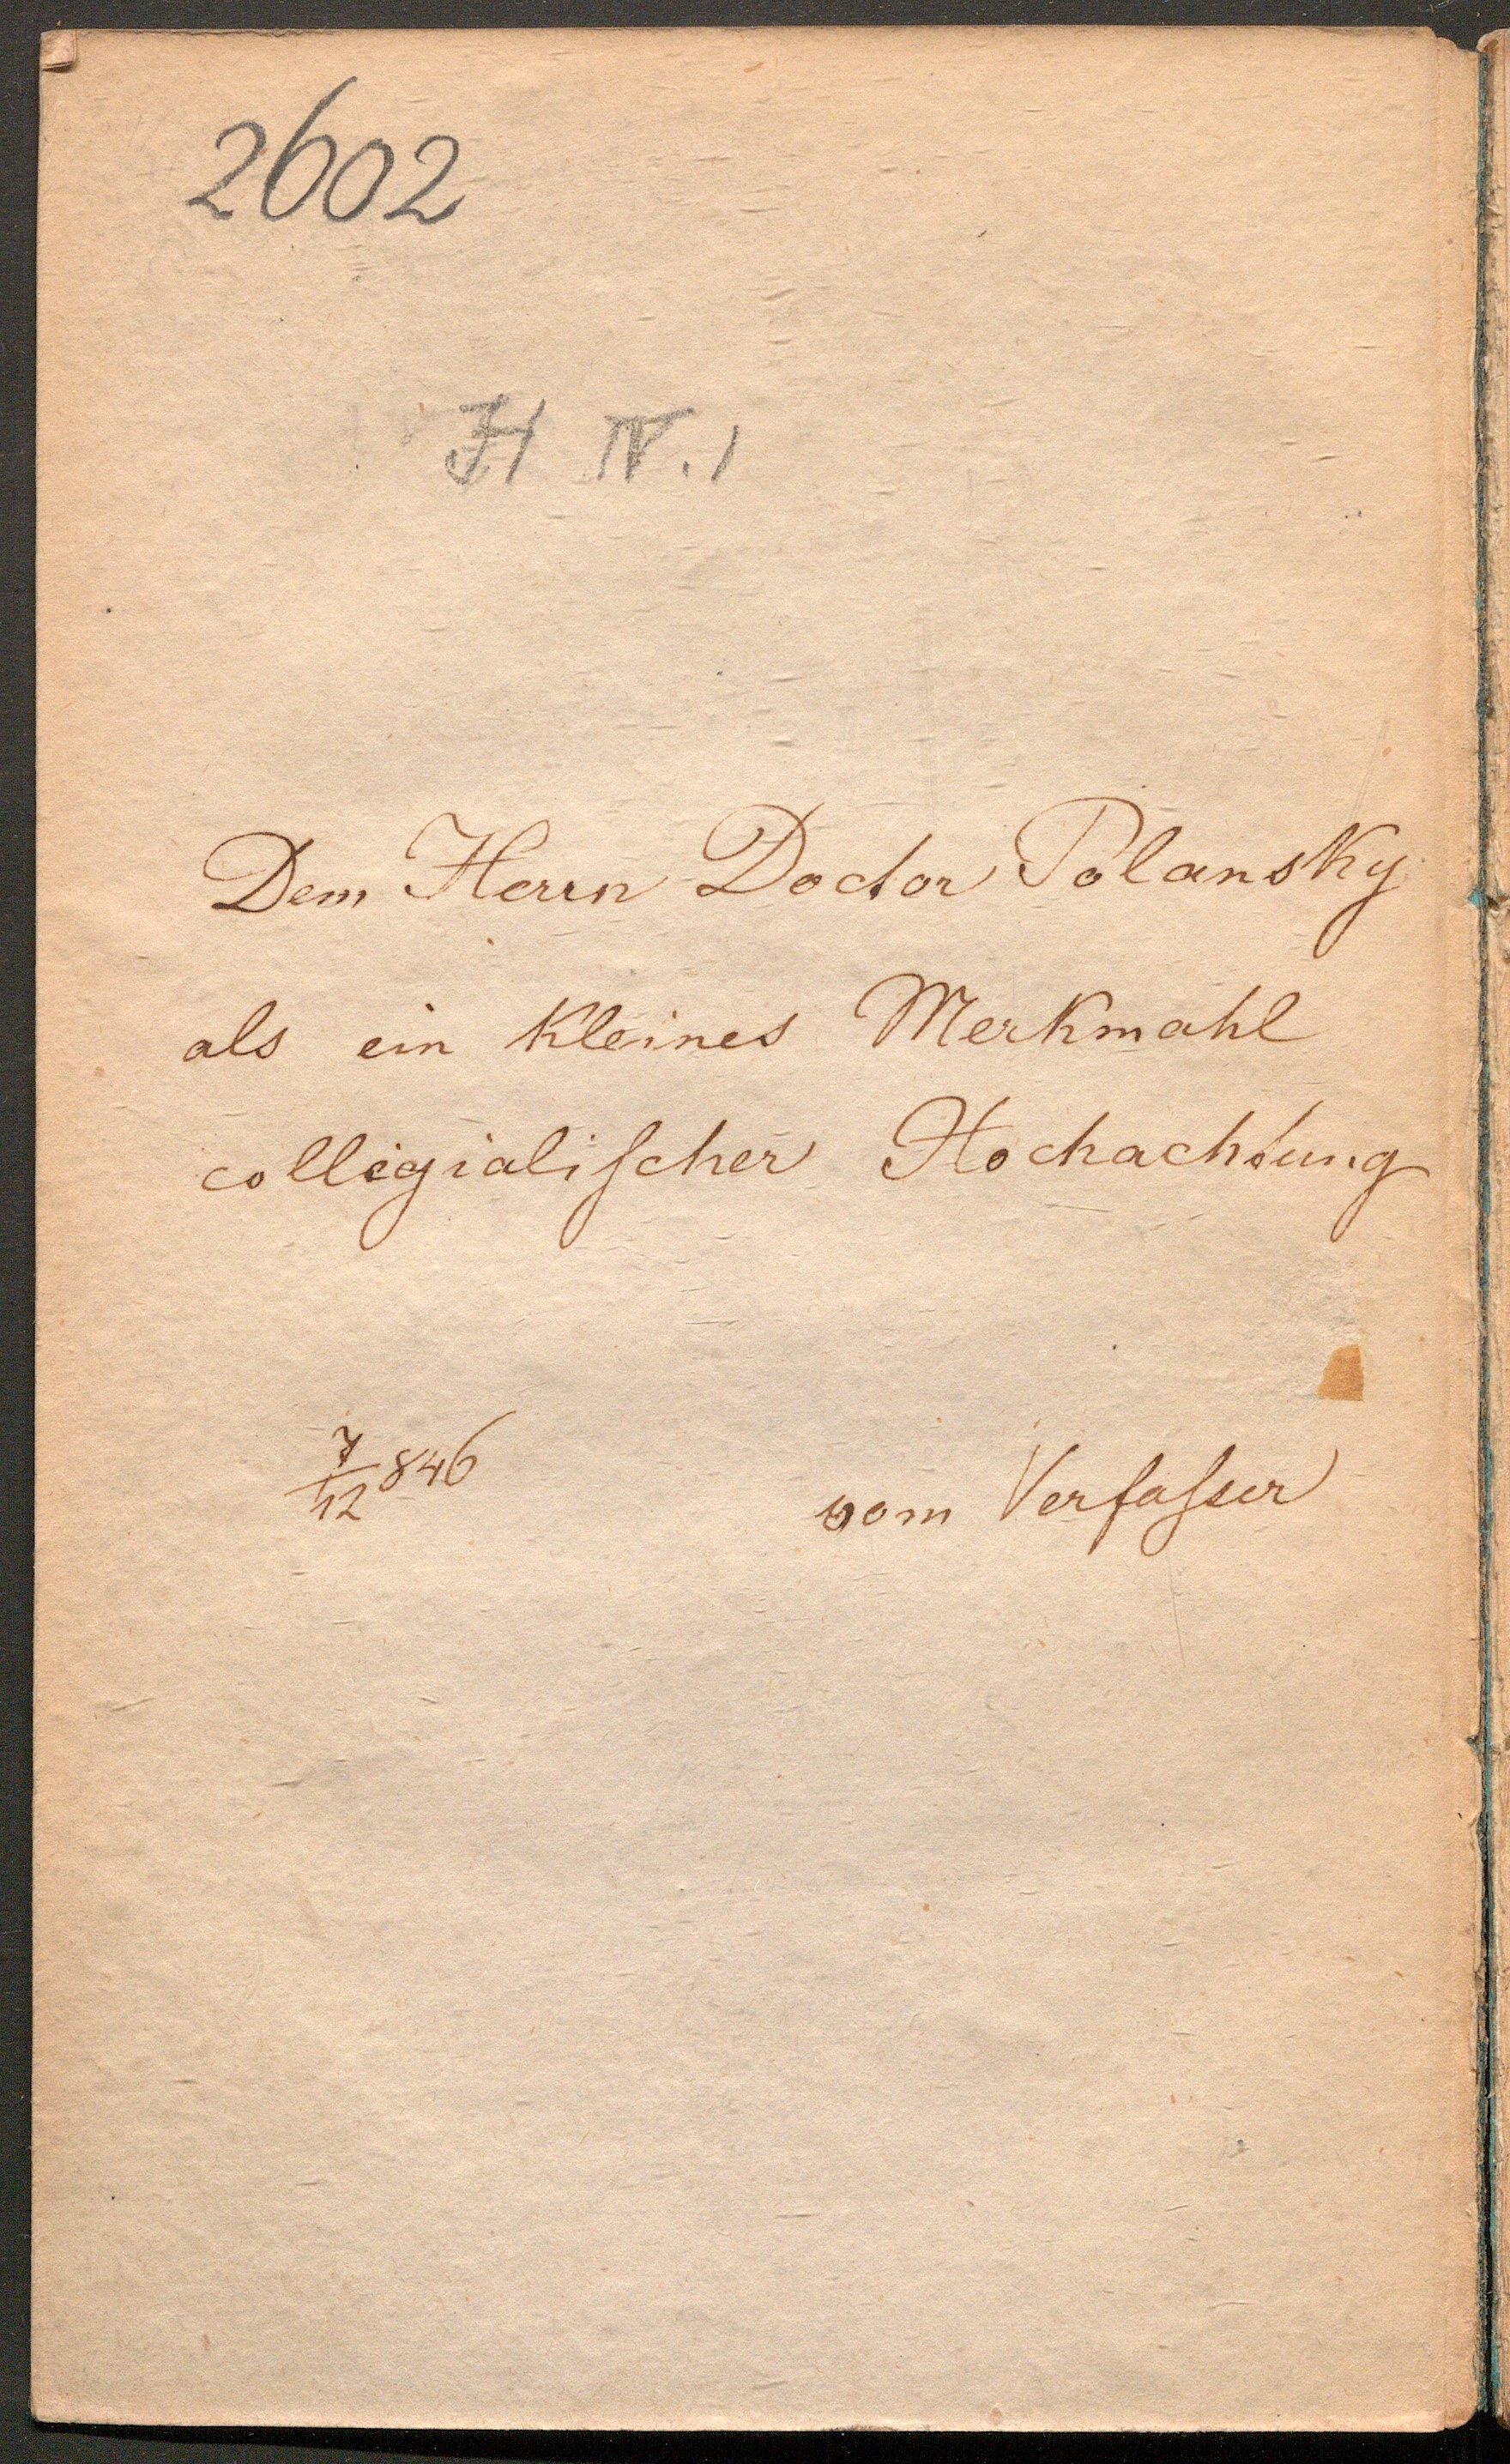 2602
H IV. 1
Dem Herrn Doctor Polansky
als ein kleines Merkmahl
collegialischer Hochachtung
7/12 846
vom Verfasser